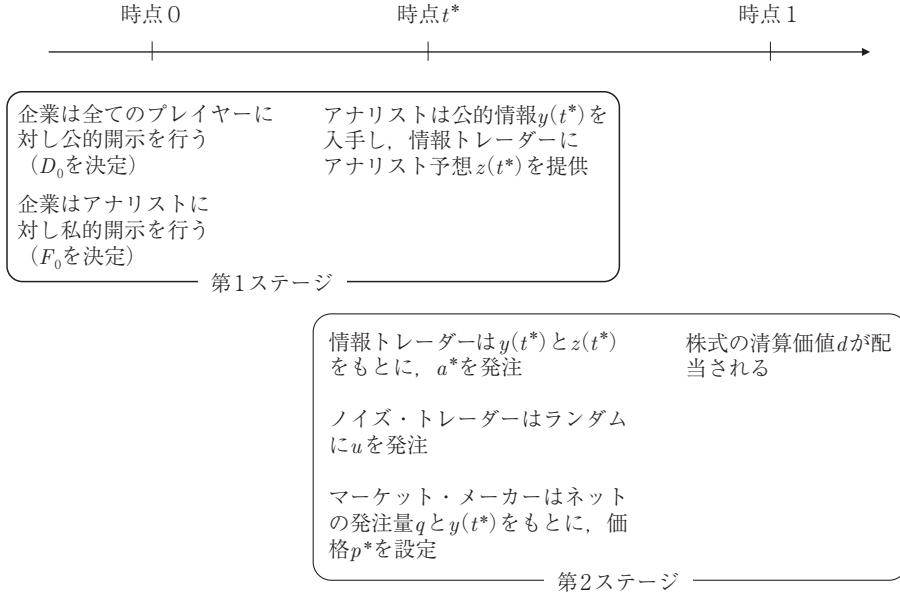 時点0
時点t*
時点1
企業は全てのプレイヤーに
対し公的開示を行う
（D₀を決定）
企業はアナリストに
対し私的開示を行う
（F₀を決定）
アナリストは公的情報y(t*)を
入手し，情報トレーダーに
アナリスト予想z(t*)を提供
第1ステージ
情報トレーダーはy(t*)とz(t*)
をもとに，a*を発注
ノイズ・トレーダーはランダム
にuを発注
マーケット・メーカーはネット
の発注量qとy(t*)をもとに，価
格p*を設定
株式の清算価値dが配
当される
第2ステージ